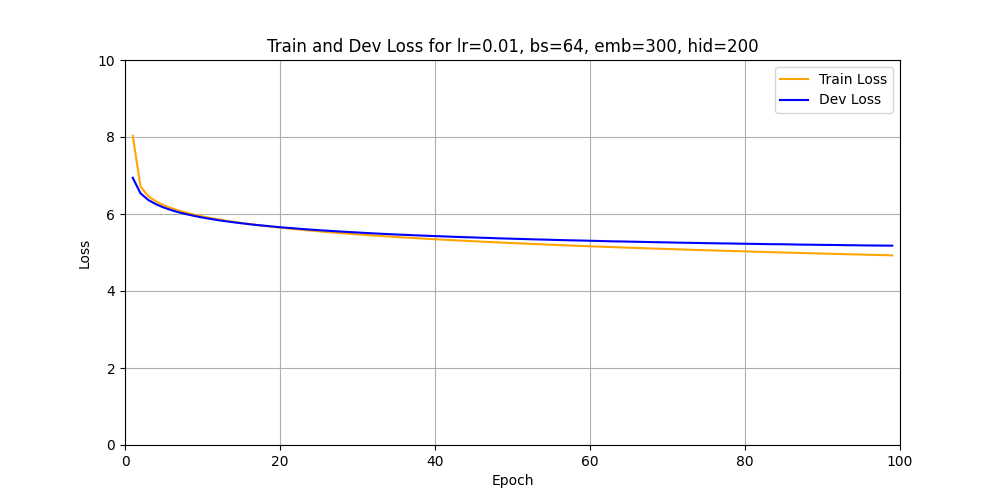 Train and Dev Loss for lr=0.01, bs=64, emb=300, hid=200
Train Loss
Dev Loss
10
8
6
4
2
0
Loss
0 20 40 60 80 100
Epoch